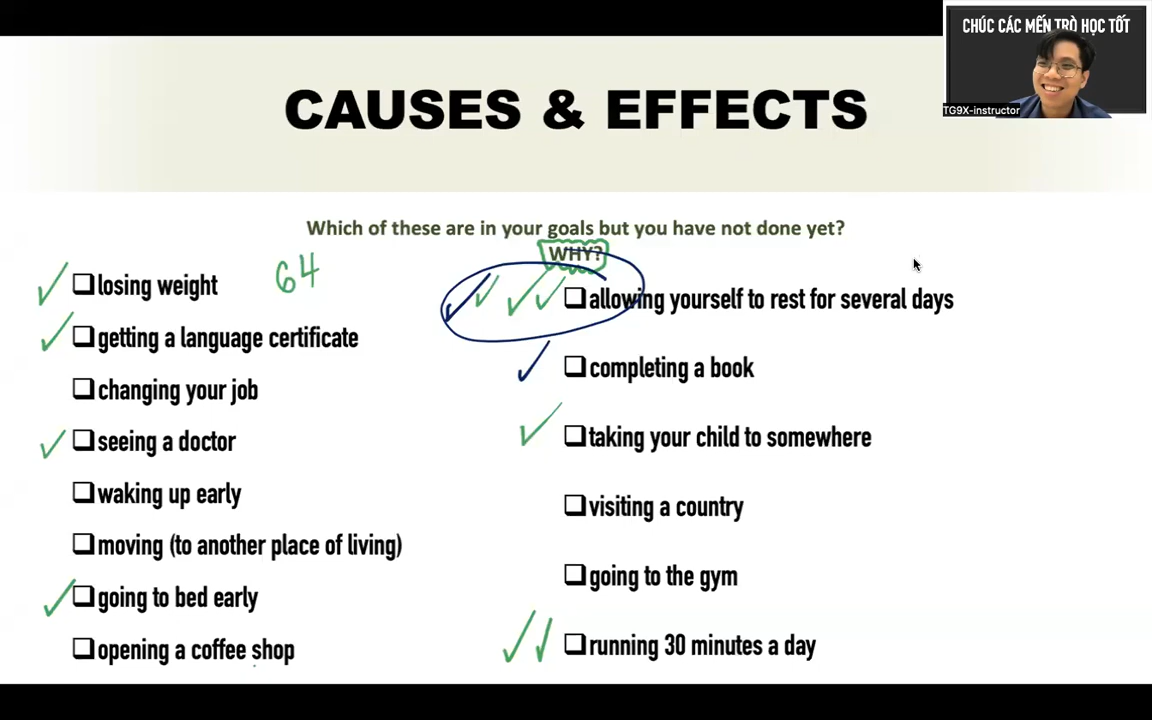 CHÚC CÁC MẾN TRÒ HỌC TỐT
TG9X-instructor
CAUSES & EFFECTS
Which of these are in your goals but you have not done yet?
WHY?
losing weight
64
getting a language certificate
changing your job
seeing a doctor
waking up early
moving (to another place of living)
going to bed early
opening a coffee shop
allowing yourself to rest for several days
completing a book
taking your child to somewhere
visiting a country
going to the gym
running 30 minutes a day